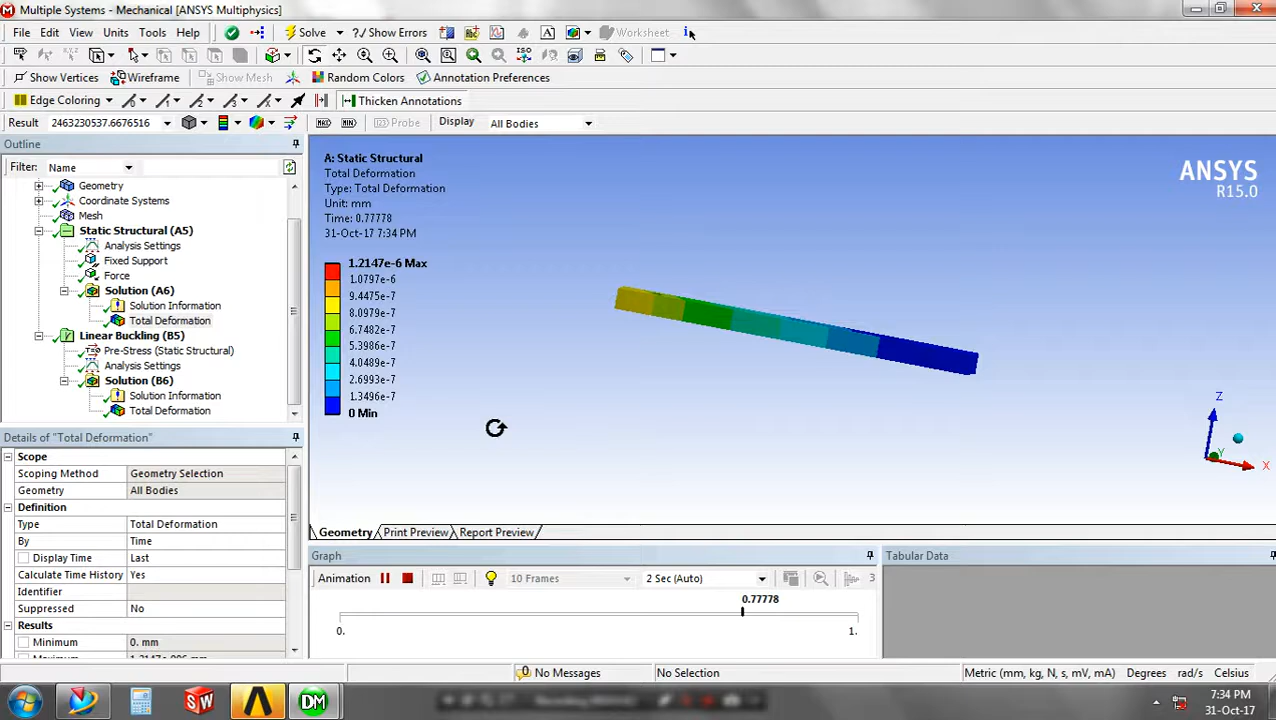 Multiple Systems - Mechanical [ANSYS Multiphysics]
File Edit View Units Tools Help Solve ?/Show Errors Worksheet
Show Vertices Wireframe Show Mesh Random Colors Annotation Preferences
Edge Coloring Thicken Annotations
Result 2463230537.6676516 MAX MIN Probe Display All Bodies
Outline
Filter: Name
Geometry
Coordinate Systems
Mesh
Static Structural (A5)
Analysis Settings
Fixed Support
Force
Solution (A6)
Solution Information
Total Deformation
Linear Buckling (B5)
Pre-Stress (Static Structural)
Analysis Settings
Solution (B6)
Solution Information
Total Deformation
Details of "Total Deformation"
Scope
Scoping Method Geometry Selection
Geometry All Bodies
Definition
Type Total Deformation
By Time
Display Time Last
Calculate Time History Yes
Identifier
Suppressed No
Results
Minimum 0. mm
A: Static Structural
Total Deformation
Type: Total Deformation
Unit: mm
Time: 0.77778
31-Oct-17 7:34 PM
1.2147e-6 Max
1.0797e-6
9.4475e-7
8.0979e-7
6.7482e-7
5.3986e-7
4.0489e-7
2.6993e-7
1.3496e-7
0 Min
ANSYS
R15.0
Z
Y
X
Geometry Print Preview Report Preview
Graph
Animation 10 Frames 2 Sec (Auto) 3
0.77778
0. 1.
Tabular Data
No Messages No Selection Metric (mm, kg, N, s, mV, mA) Degrees rad/s Celsius
SW DM
7:34 PM
31-Oct-17